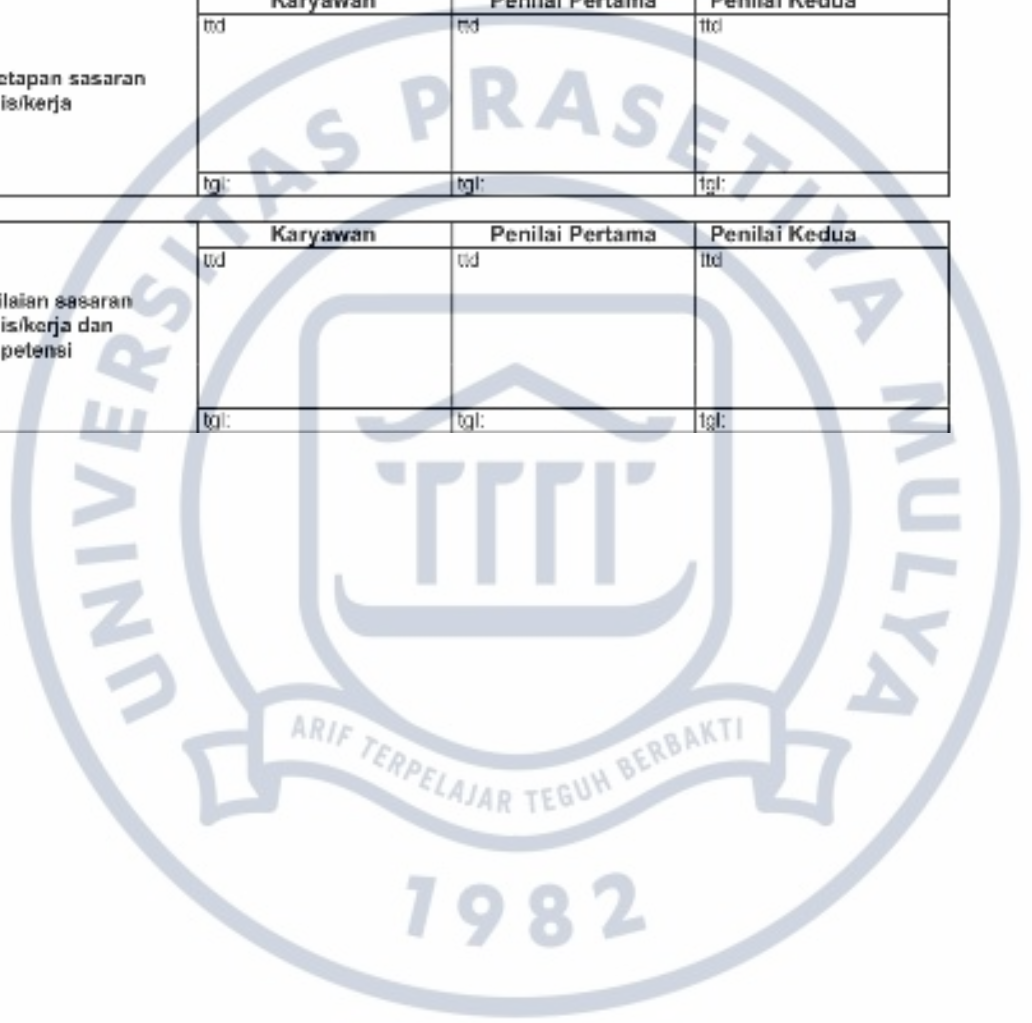 Karyawan Penilai Pertama Penilai Kedua
ttd ttd ttd
etapan sasaran
is/kerja
tgl: tgl: tgl:
Karyawan Penilai Pertama Penilai Kedua
ttd ttd ttd
ilaian sasaran
is/kerja dan
petensi
tgl: tgl: tgl:
UNIVERSITAS PRASETIYA MULYA
ARIF TERPELAJAR TEGUH BERBAKTI
1982